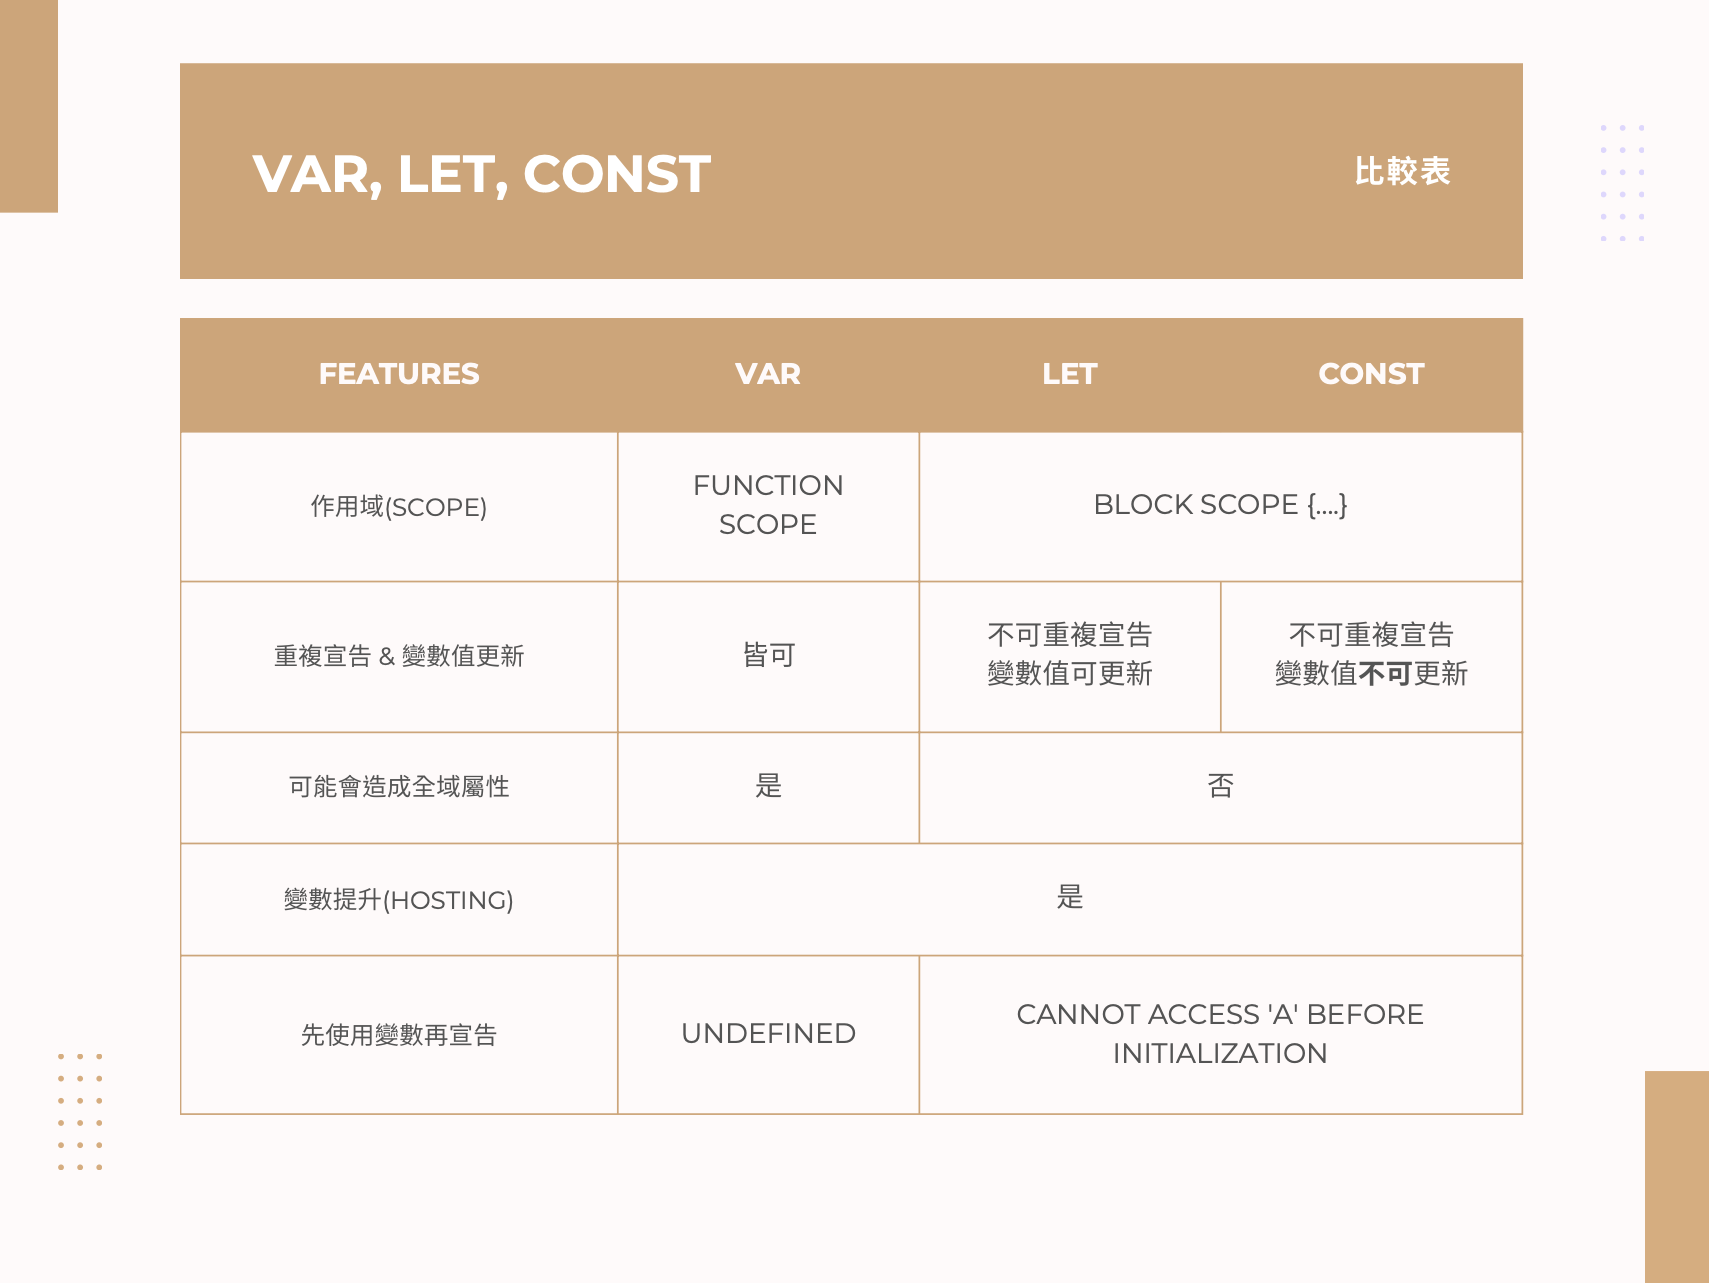 VAR, LET, CONST
比較表
FEATURES
VAR
LET
CONST
作用域(SCOPE)
FUNCTION
SCOPE
BLOCK SCOPE {....}
重複宣告 & 變數值更新
皆可
不可重複宣告
變數值可更新
不可重複宣告
變數值不可更新
可能會造成全域屬性
是
否
變數提升(HOSTING)
是
先使用變數再宣告
UNDEFINED
CANNOT ACCESS 'A' BEFORE
INITIALIZATION